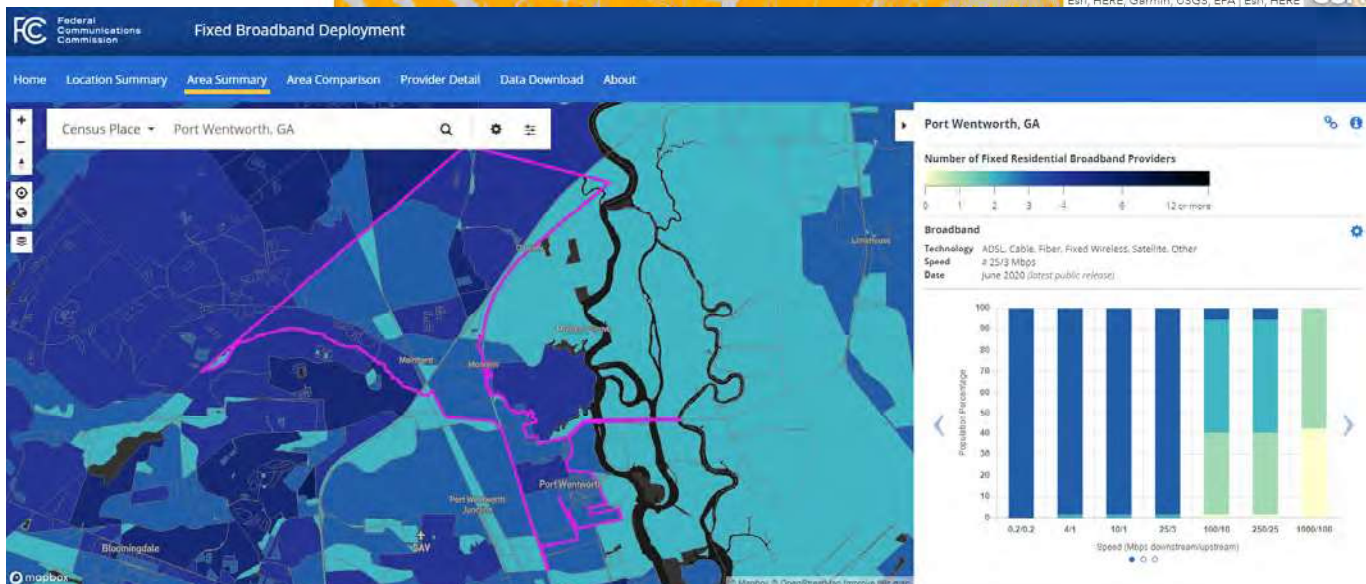 Esri, HERE, Garmin, USGS, EPA | Esri, HERE
FCC Federal Communications Commission
Fixed Broadband Deployment
Home Location Summary Area Summary Area Comparison Provider Detail Data Download About
Census Place Port Wentworth, GA
Port Wentworth, GA
Number of Fixed Residential Broadband Providers
0 1 2 3 4 6 12 or more
Broadband
Technology ADSL, Cable, Fiber, Fixed Wireless, Satellite, Other
Speed ≥ 25/3 Mbps
Date June 2020 (latest public release)
Limehouse
Meinhard
Monteith
Port Wentworth
Port Wentworth Junction
Bloomingdale
SAV
mapbox
© Mapbox © OpenStreetMap Improve this map
Population Percentage
100
90
80
70
60
50
40
30
20
10
0
0.2/0.2 4/1 10/1 25/3 100/10 250/25 1000/100
Speed (Mbps downstream/upstream)